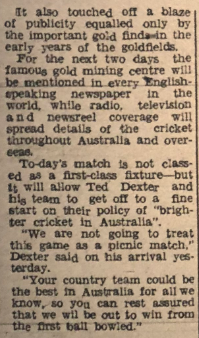 It also touched off a blaze
of publicity equalled only by
the important gold finds in the
early years of the goldfields.
For the next two days the
famous gold mining centre will
be mentioned in every English-
speaking newspaper in the
world, while radio, television
and newsreel coverage will
spread details of the cricket
throughout Australia and over-
seas.
To-day's match is not class-
ed as a first-class fixture—but
it will allow Ted Dexter and
his team to get off to a fine
start on their policy of "brigh-
ter cricket in Australia".
"We are not going to treat
this game as a picnic match,"
Dexter said on his arrival yes-
terday.
"Your country team could be
the best in Australia for all we
know, so you can rest assured
that we wil be out to win from
the first ball bowled."